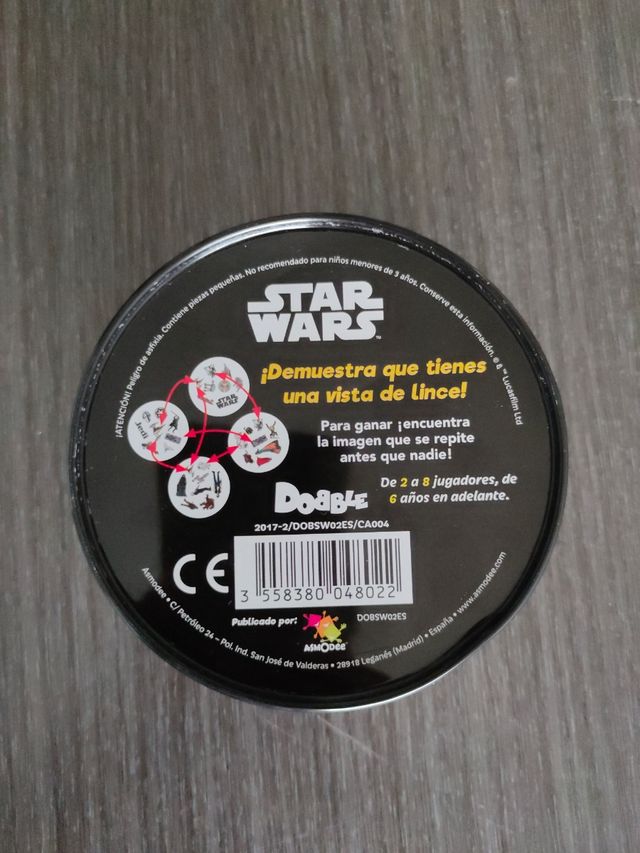 ¡ATENCIÓN! Peligro de asfixia. Contiene piezas pequeñas. No recomendado para niños menores de 3 años. Conserve esta información. © & ™ Lucasfilm Ltd
STAR
WARS™
¡Demuestra que tienes
una vista de lince!
STAR
WARS
Jedi
Para ganar ¡encuentra
la imagen que se repite
antes que nadie!
De 2 a 8 jugadores, de
6 años en adelante.
DOBBLE
2017-2/DOBSW02ES/CA004
CE
3 558380 048022
Publicado por:
ASMODee
DOBSW02ES
Asmodee • C/ Petróleo 24 – Pol. Ind. San José de Valderas • 28918 Leganés (Madrid) • España • www.asmodee.com